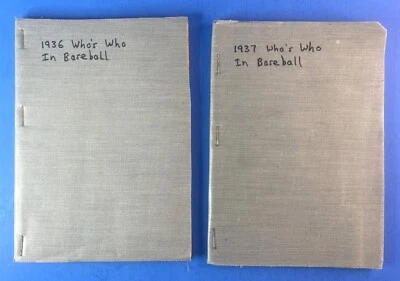 1936 Who's Who
In Baseball
1937 Who's Who
In Baseball